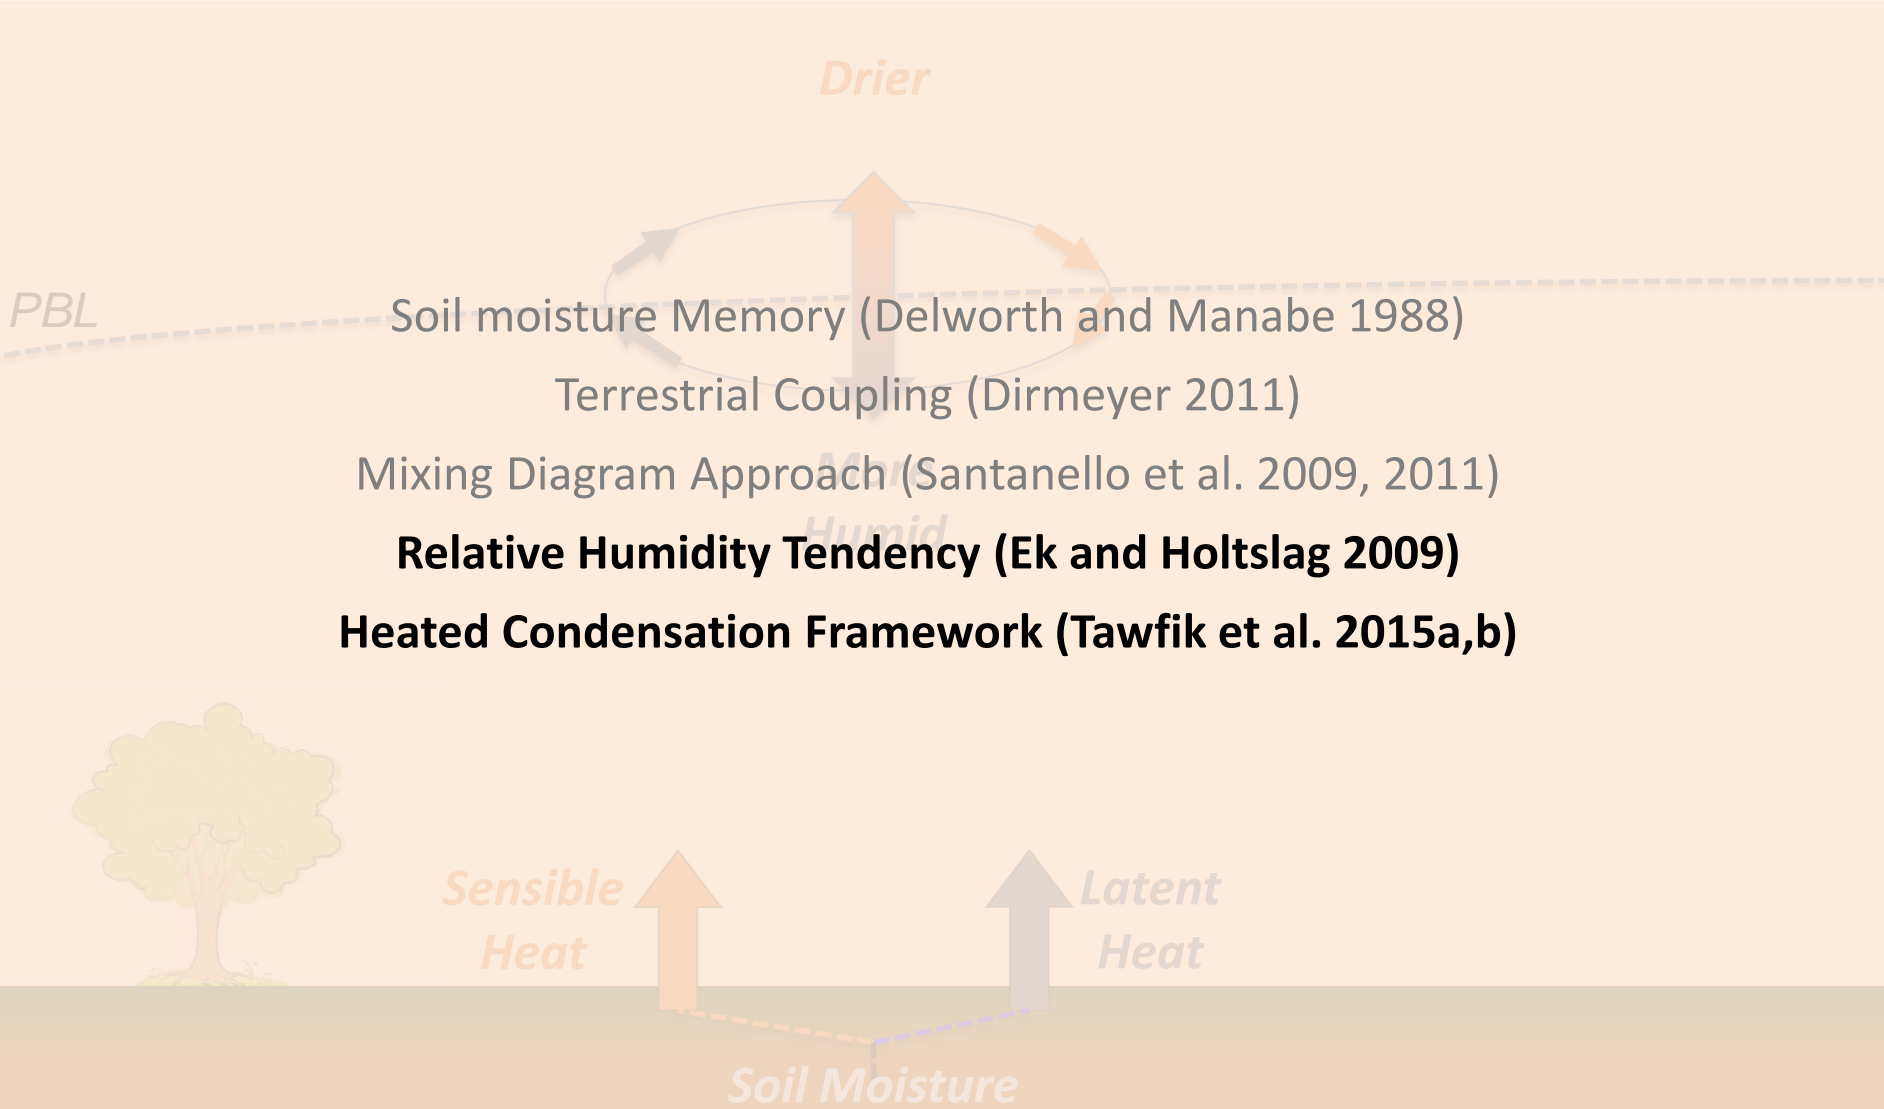 Drier
PBL
Soil moisture Memory (Delworth and Manabe 1988)
Terrestrial Coupling (Dirmeyer 2011)
Mixing Diagram Approach (Santanello et al. 2009, 2011)
More
Humid
Relative Humidity Tendency (Ek and Holtslag 2009)
Heated Condensation Framework (Tawfik et al. 2015a,b)
Sensible
Heat
Latent
Heat
Soil Moisture